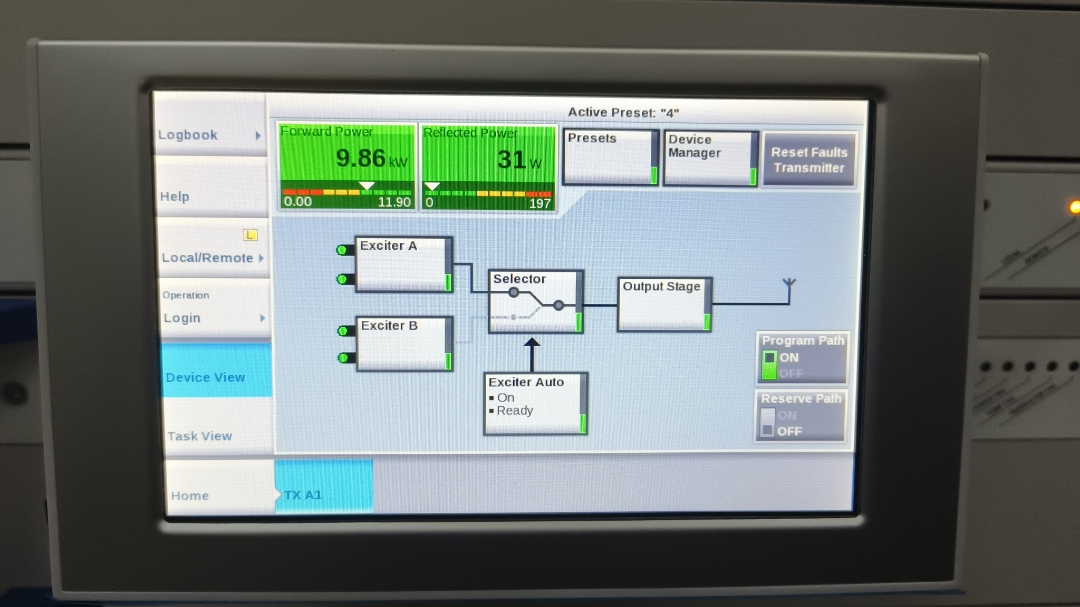 Active Preset: "4"
Logbook
Help
L
Local/Remote
Operation
Login
Device View
Task View
Home
Forward Power
9.86 kW
0.00 11.90
Reflected Power
31 W
0 197
Presets
Device
Manager
Reset Faults
Transmitter
Exciter A
Exciter B
Selector
Output Stage
Exciter Auto
On
Ready
Program Path
ON
OFF
Reserve Path
ON
OFF
TX A1
LOCAL
REMOTE